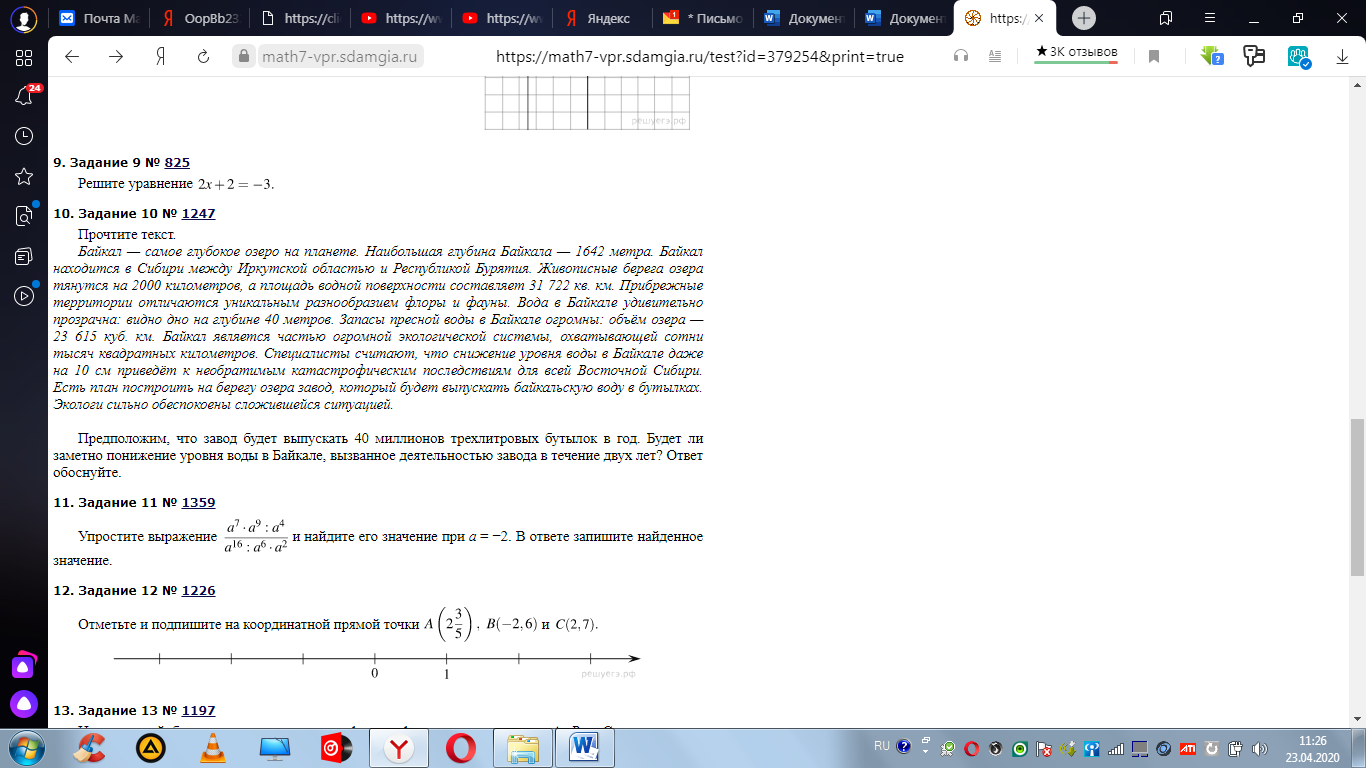 Почта Ma
OopBb23
https://cli
https://ww
https://ww
Яндекс
* Письмо
Документ
Документ
https:/
math7-vpr.sdamgia.ru
https://math7-vpr.sdamgia.ru/test?id=379254&print=true
★ 3К отзывов
24
решуегэ.рф
9. Задание 9 № 825
Решите уравнение 2x + 2 = −3.
10. Задание 10 № 1247
Прочтите текст.
Байкал — самое глубокое озеро на планете. Наибольшая глубина Байкала — 1642 метра. Байкал
находится в Сибири между Иркутской областью и Республикой Бурятия. Живописные берега озера
тянутся на 2000 километров, а площадь водной поверхности составляет 31 722 кв. км. Прибрежные
территории отличаются уникальным разнообразием флоры и фауны. Вода в Байкале удивительно
прозрачна: видно дно на глубине 40 метров. Запасы пресной воды в Байкале огромны: объём озера —
23 615 куб. км. Байкал является частью огромной экологической системы, охватывающей сотни
тысяч квадратных километров. Специалисты считают, что снижение уровня воды в Байкале даже
на 10 см приведёт к необратимым катастрофическим последствиям для всей Восточной Сибири.
Есть план построить на берегу озера завод, который будет выпускать байкальскую воду в бутылках.
Экологи сильно обеспокоены сложившейся ситуацией.
Предположим, что завод будет выпускать 40 миллионов трехлитровых бутылок в год. Будет ли
заметно понижение уровня воды в Байкале, вызванное деятельностью завода в течение двух лет? Ответ
обоснуйте.
11. Задание 11 № 1359
Упростите выражение a⁷ · a⁹ : a⁴ / a¹⁶ : a⁶ · a² и найдите его значение при a = −2. В ответе запишите найденное
значение.
12. Задание 12 № 1226
Отметьте и подпишите на координатной прямой точки A (2 3/5), B(−2,6) и C(2,7).
0 1
решуегэ.рф
13. Задание 13 № 1197
RU
11:26
23.04.2020